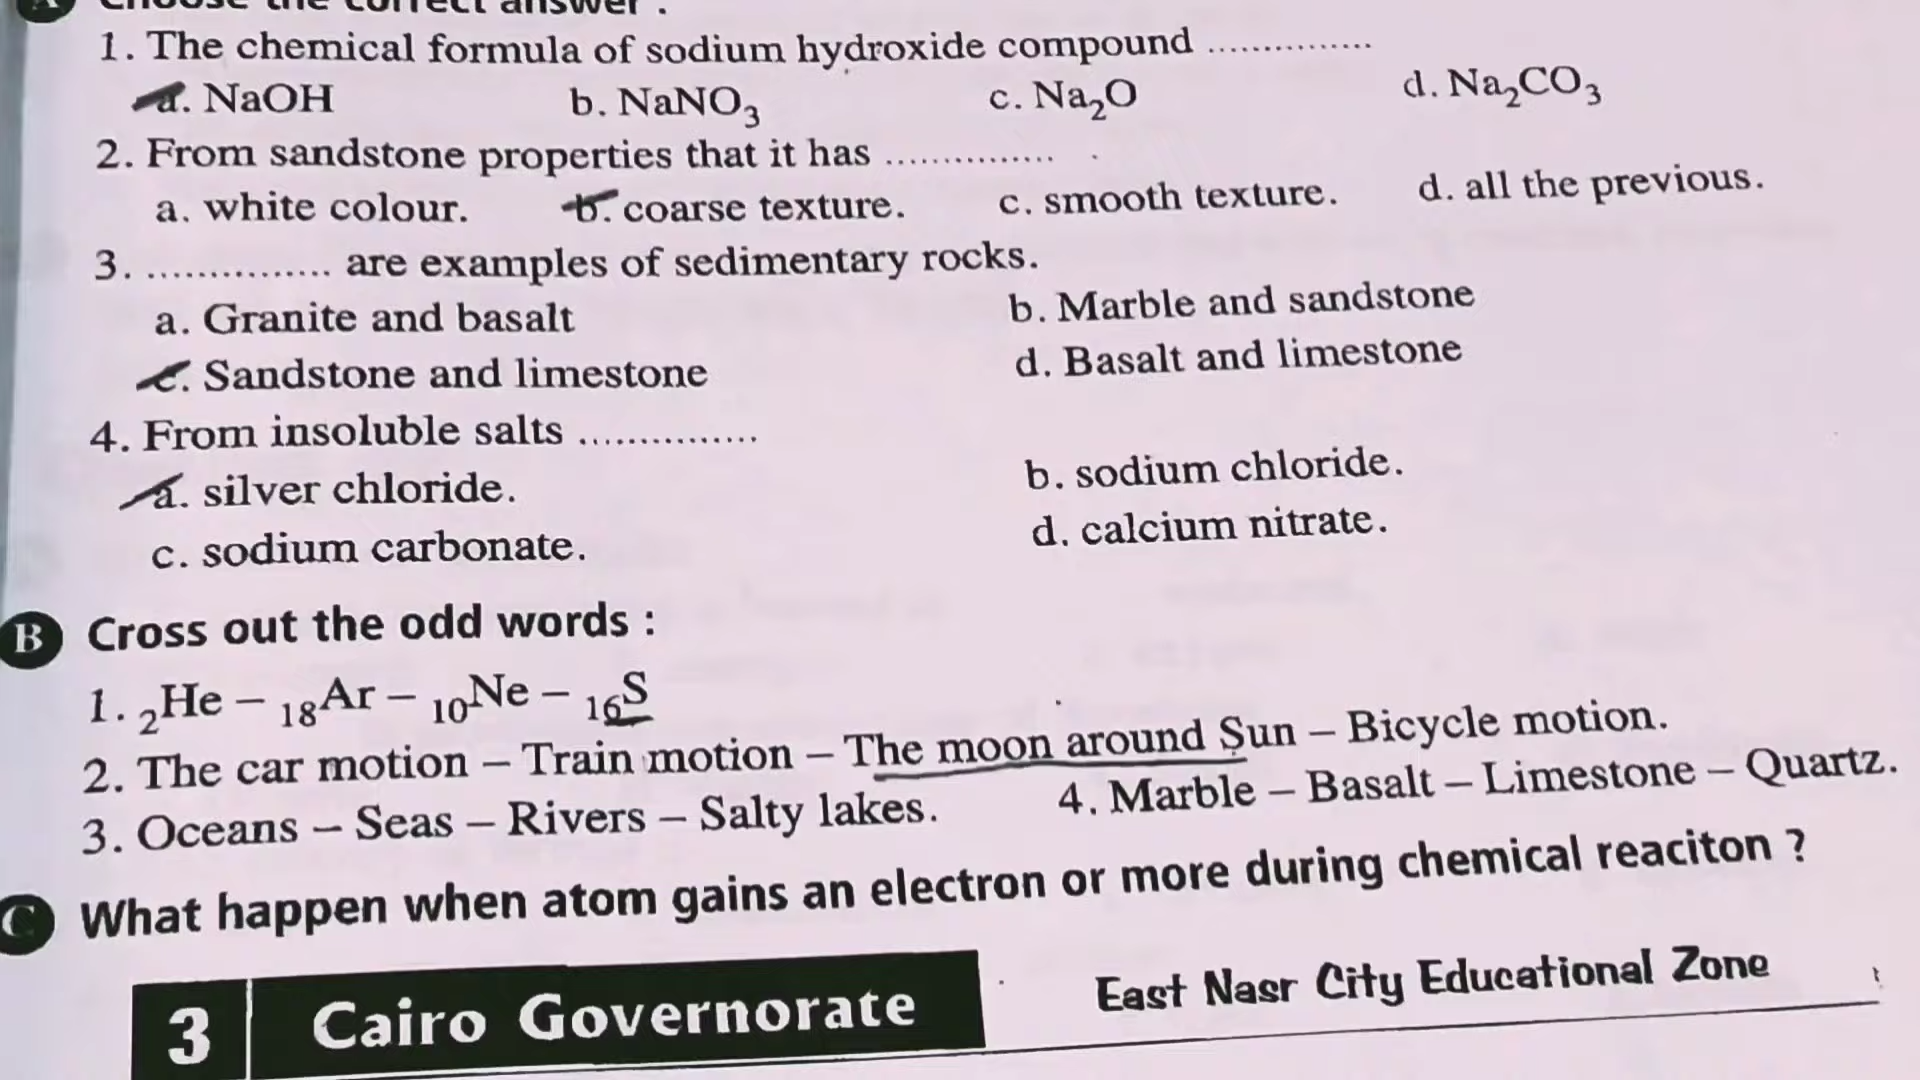 A Choose the correct answer :
1. The chemical formula of sodium hydroxide compound ...............
a. NaOH b. NaNO₃ c. Na₂O d. Na₂CO₃
2. From sandstone properties that it has ...............
a. white colour. b. coarse texture. c. smooth texture. d. all the previous.
3. ............... are examples of sedimentary rocks.
a. Granite and basalt b. Marble and sandstone
c. Sandstone and limestone d. Basalt and limestone
4. From insoluble salts ...............
a. silver chloride. b. sodium chloride.
c. sodium carbonate. d. calcium nitrate.
B Cross out the odd words :
1. ₂He – ₁₈Ar – ₁₀Ne – ₁₆S
2. The car motion – Train motion – The moon around Sun – Bicycle motion.
3. Oceans – Seas – Rivers – Salty lakes. 4. Marble – Basalt – Limestone – Quartz.
C What happen when atom gains an electron or more during chemical reaciton ?
3 Cairo Governorate East Nasr City Educational Zone